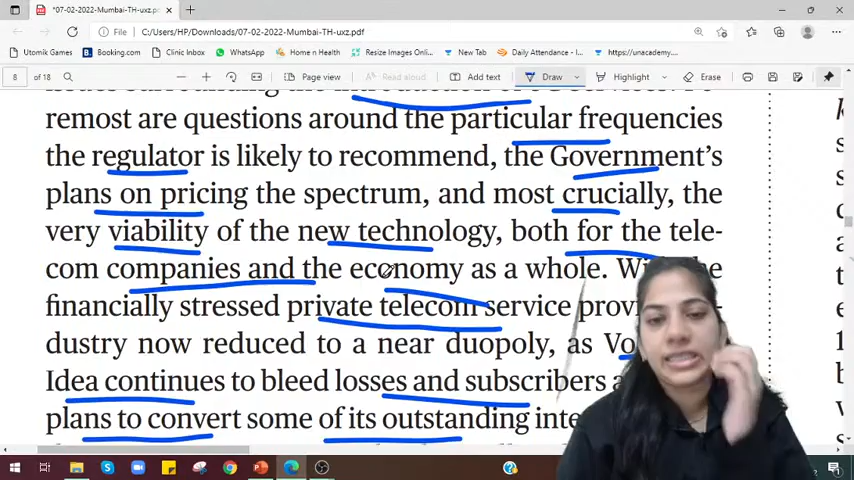 *07-02-2022-Mumbai-TH-uxz.pdf
File
C:/Users/HP/Downloads/07-02-2022-Mumbai-TH-uxz.pdf
Utomik Games
Booking.com
Clinic Inbox
WhatsApp
Home n Health
Resize Images Onl...
New Tab
Daily Attendance - I...
https://unacademy...
8 of 18
Page view
Read aloud
Add text
Draw
Highlight
Erase
remost are questions around the particular frequencies
the regulator is likely to recommend, the Government's
plans on pricing the spectrum, and most crucially, the
very viability of the new technology, both for the tele-
com companies and the economy as a whole.
financially stressed private telecom service
dustry now reduced to a near duopoly, as
Idea continues to bleed losses and subscribers
plans to convert some of its outstanding